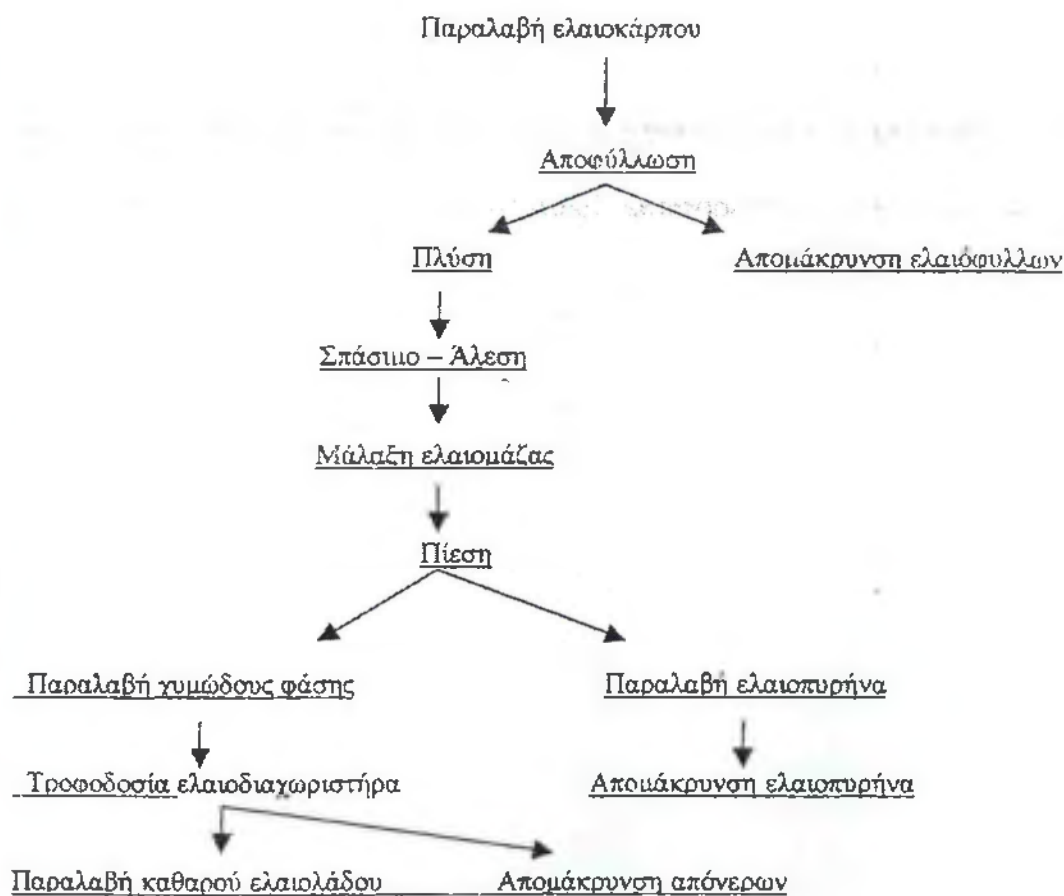 Παραλαβή ελαιοκάρπου
Αποφύλλωση
Πλύση Απομάκρυνση ελαιόφυλλων
Σπάσιμο – Άλεση
Μάλαξη ελαιομάζας
Πίεση
Παραλαβή χυμώδους φάσης Παραλαβή ελαιοπυρήνα
Τροφοδοσία ελαιοδιαχωριστήρα Απομάκρυνση ελαιοπυρήνα
Παραλαβή καθαρού ελαιολάδου Απομάκρυνση απόνερων